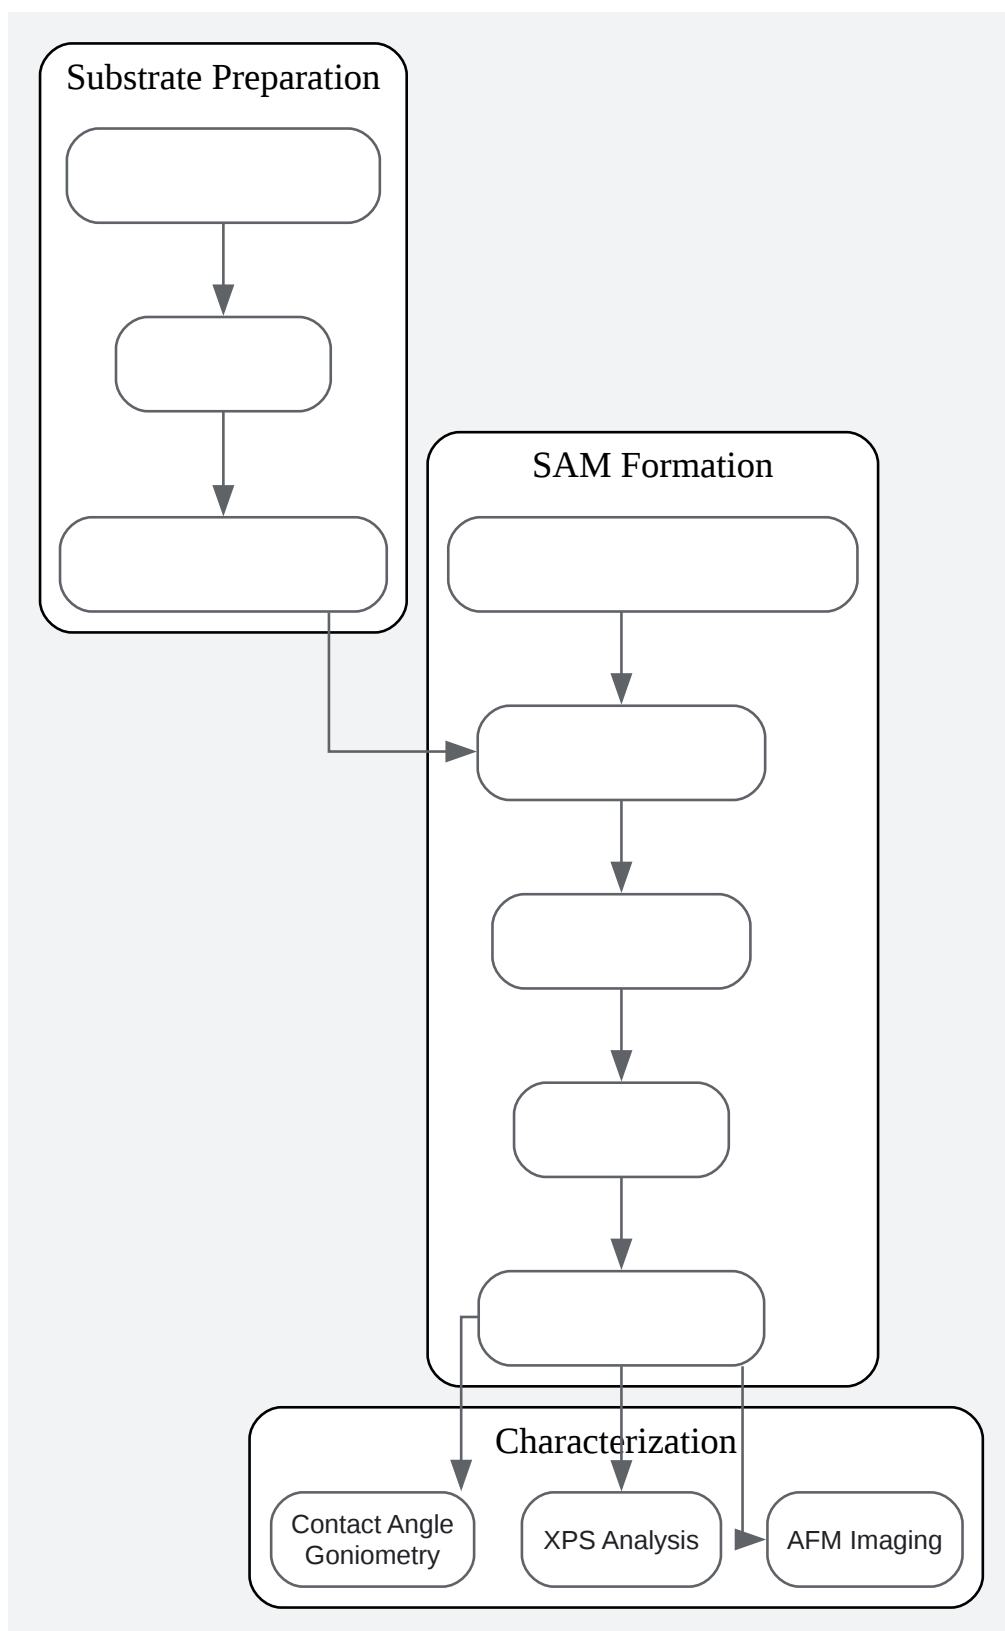 Substrate Preparation
SAM Formation
Characterization
Contact Angle
Goniometry
XPS Analysis
AFM Imaging